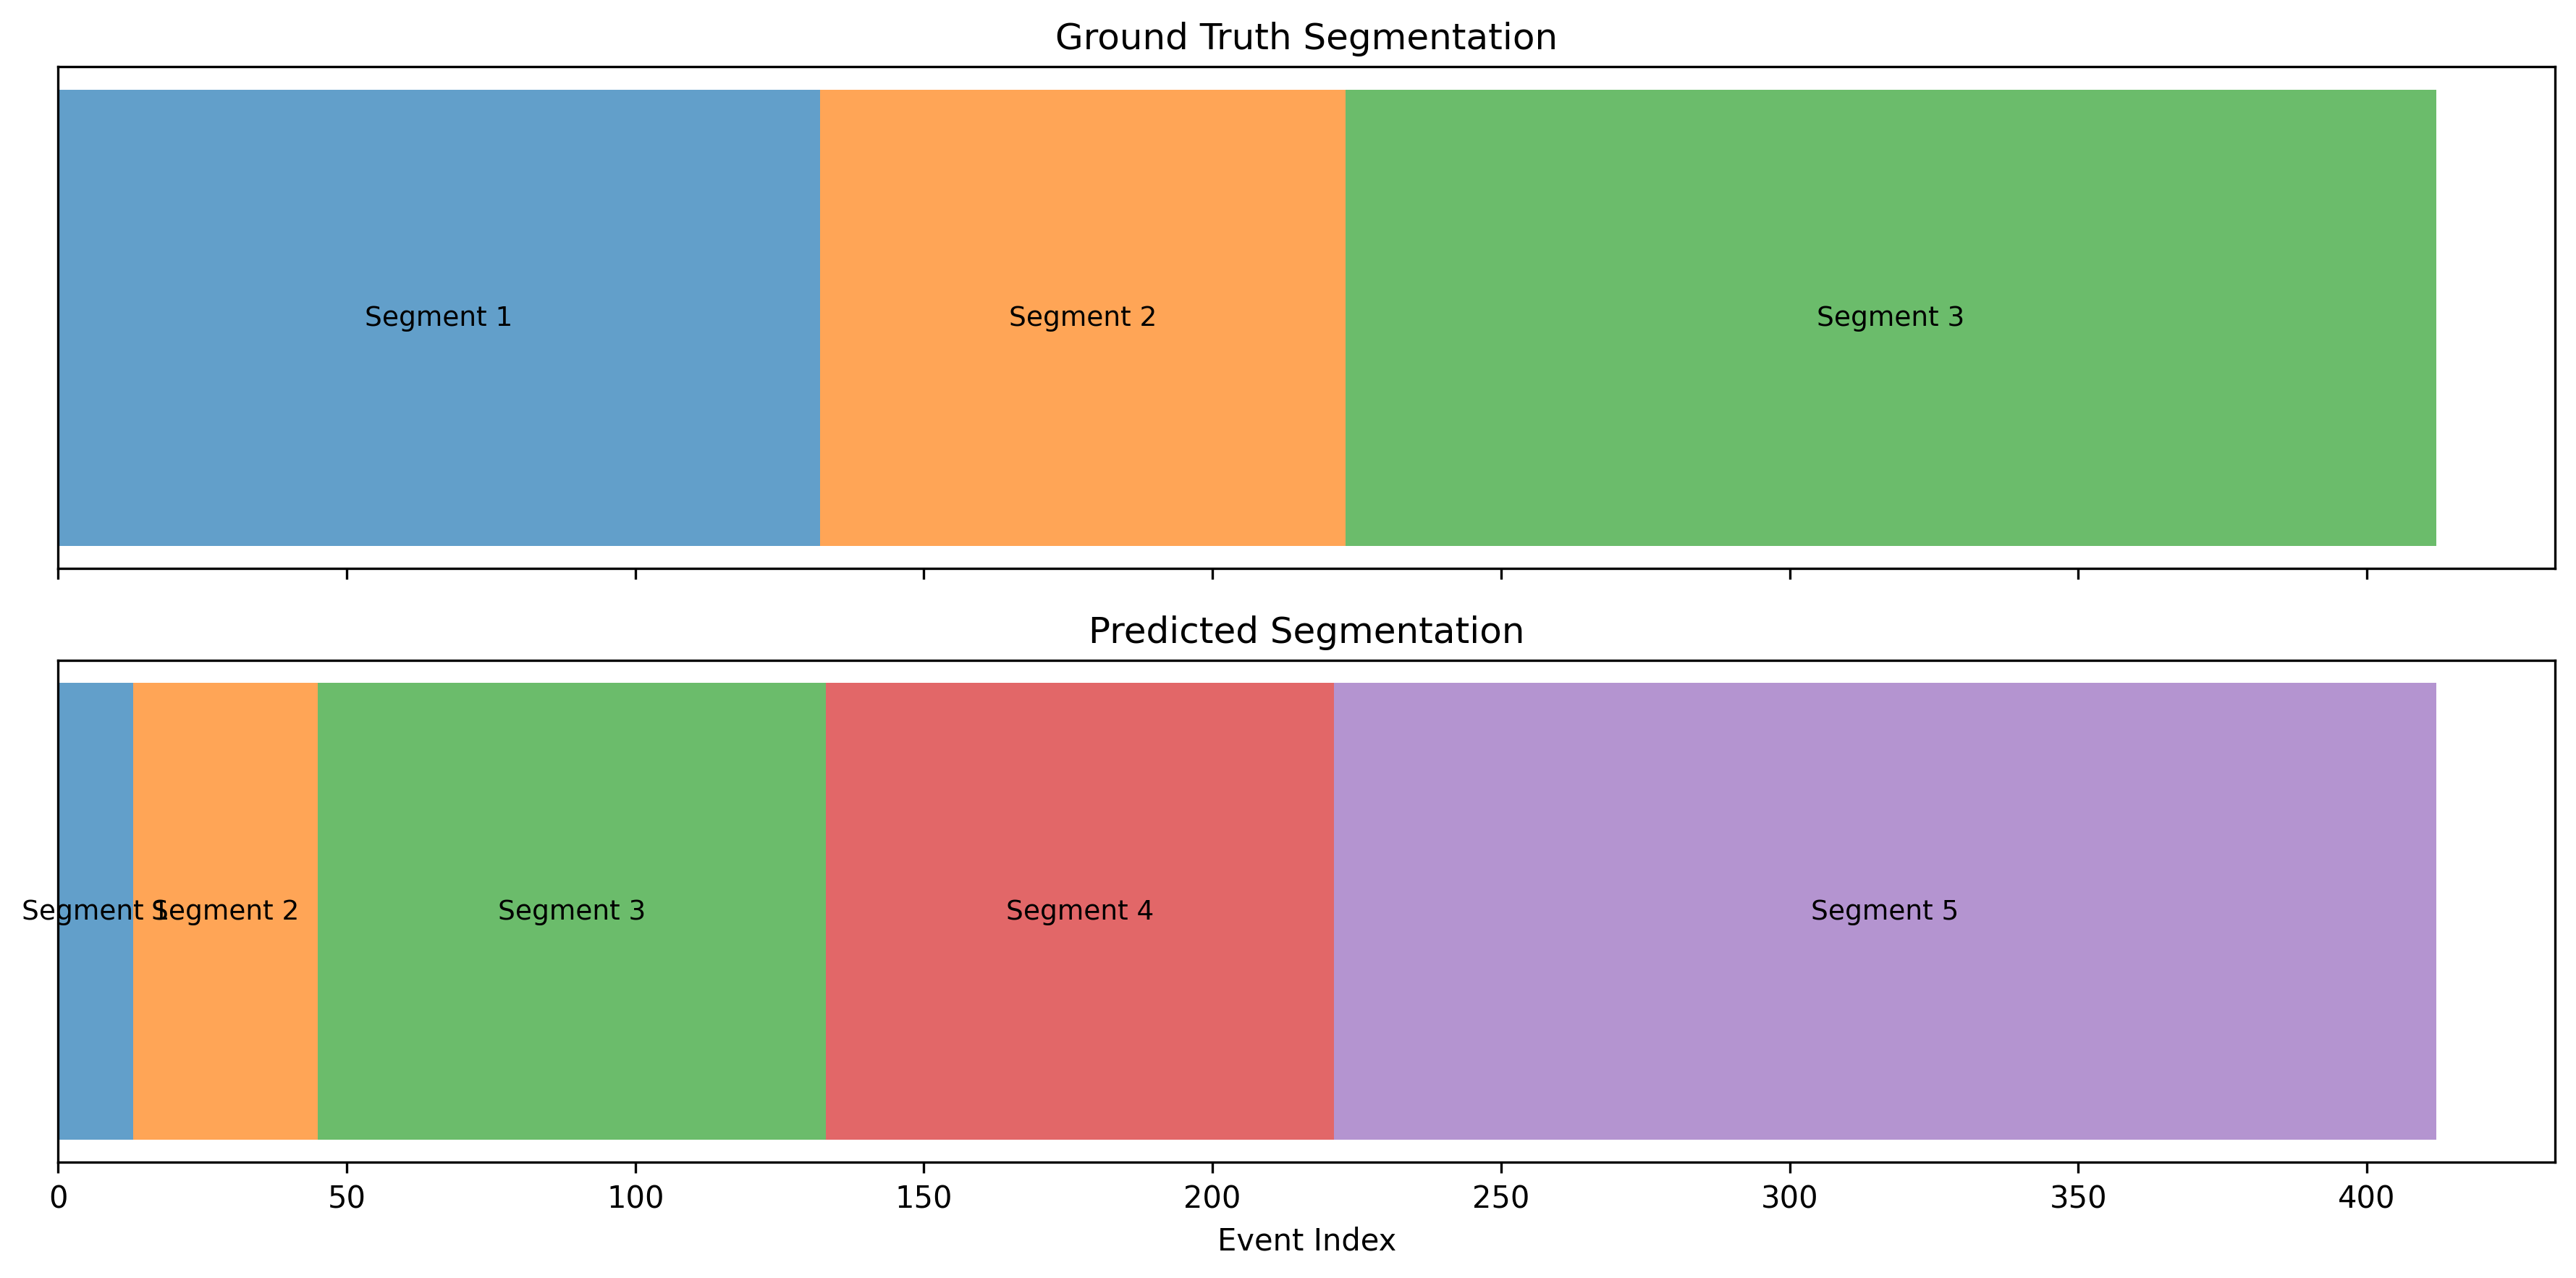 Ground Truth Segmentation
Segment 1 Segment 2 Segment 3
Predicted Segmentation
Segment 1 Segment 2 Segment 3 Segment 4 Segment 5
0 50 100 150 200 250 300 350 400
Event Index